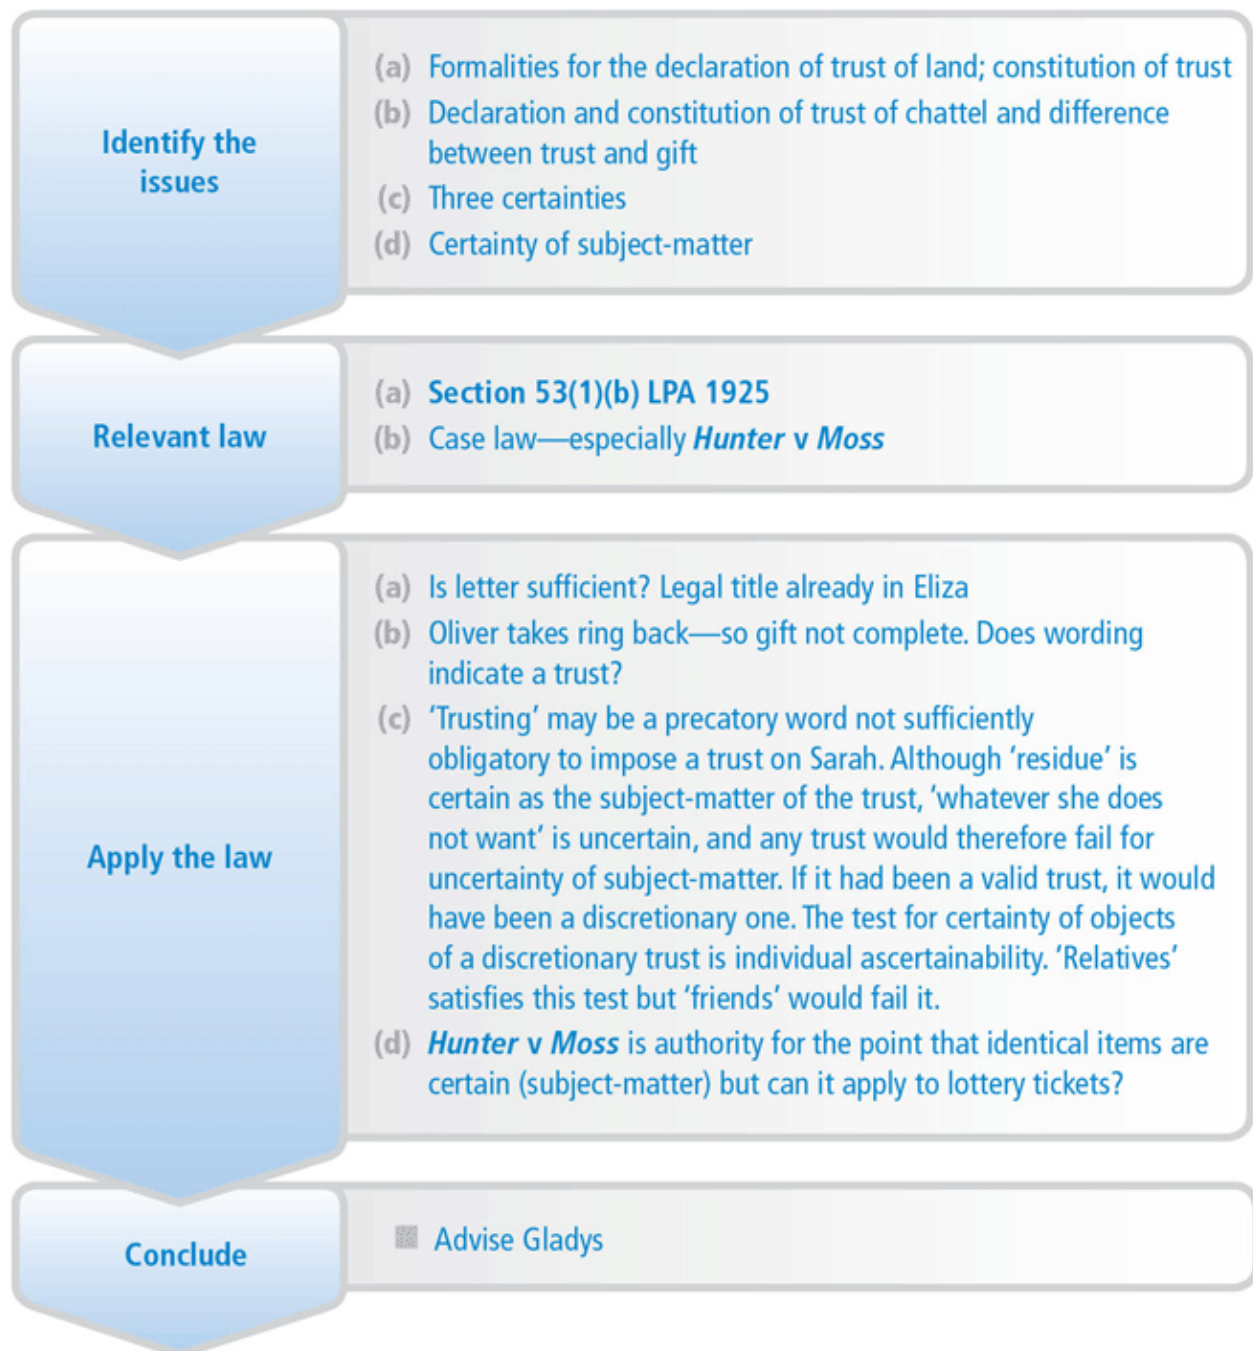 Identify the
issues
(a) Formalities for the declaration of trust of land; constitution of trust
(b) Declaration and constitution of trust of chattel and difference
between trust and gift
(c) Three certainties
(d) Certainty of subject-matter
Relevant law
(a) Section 53(1)(b) LPA 1925
(b) Case law—especially Hunter v Moss
Apply the law
(a) Is letter sufficient? Legal title already in Eliza
(b) Oliver takes ring back—so gift not complete. Does wording
indicate a trust?
(c) ‘Trusting’ may be a precatory word not sufficiently
obligatory to impose a trust on Sarah. Although ‘residue’ is
certain as the subject-matter of the trust, ‘whatever she does
not want’ is uncertain, and any trust would therefore fail for
uncertainty of subject-matter. If it had been a valid trust, it would
have been a discretionary one. The test for certainty of objects
of a discretionary trust is individual ascertainability. ‘Relatives’
satisfies this test but ‘friends’ would fail it.
(d) Hunter v Moss is authority for the point that identical items are
certain (subject-matter) but can it apply to lottery tickets?
Conclude
■ Advise Gladys